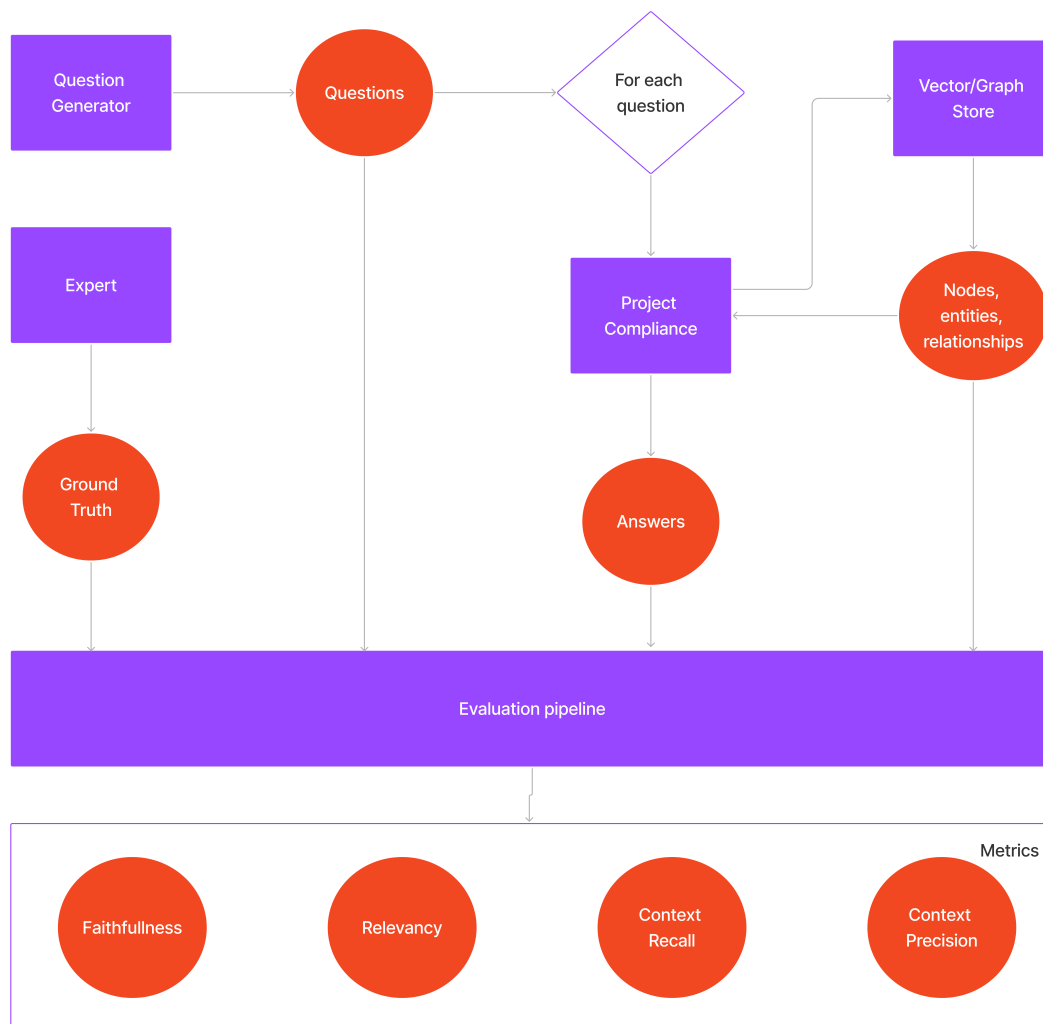 Question
Generator
Questions
For each
question
Vector/Graph
Store
Expert
Project
Compliance
Nodes,
entities,
relationships
Ground
Truth
Answers
Evaluation pipeline
Metrics
Faithfullness
Relevancy
Context
Recall
Context
Precision